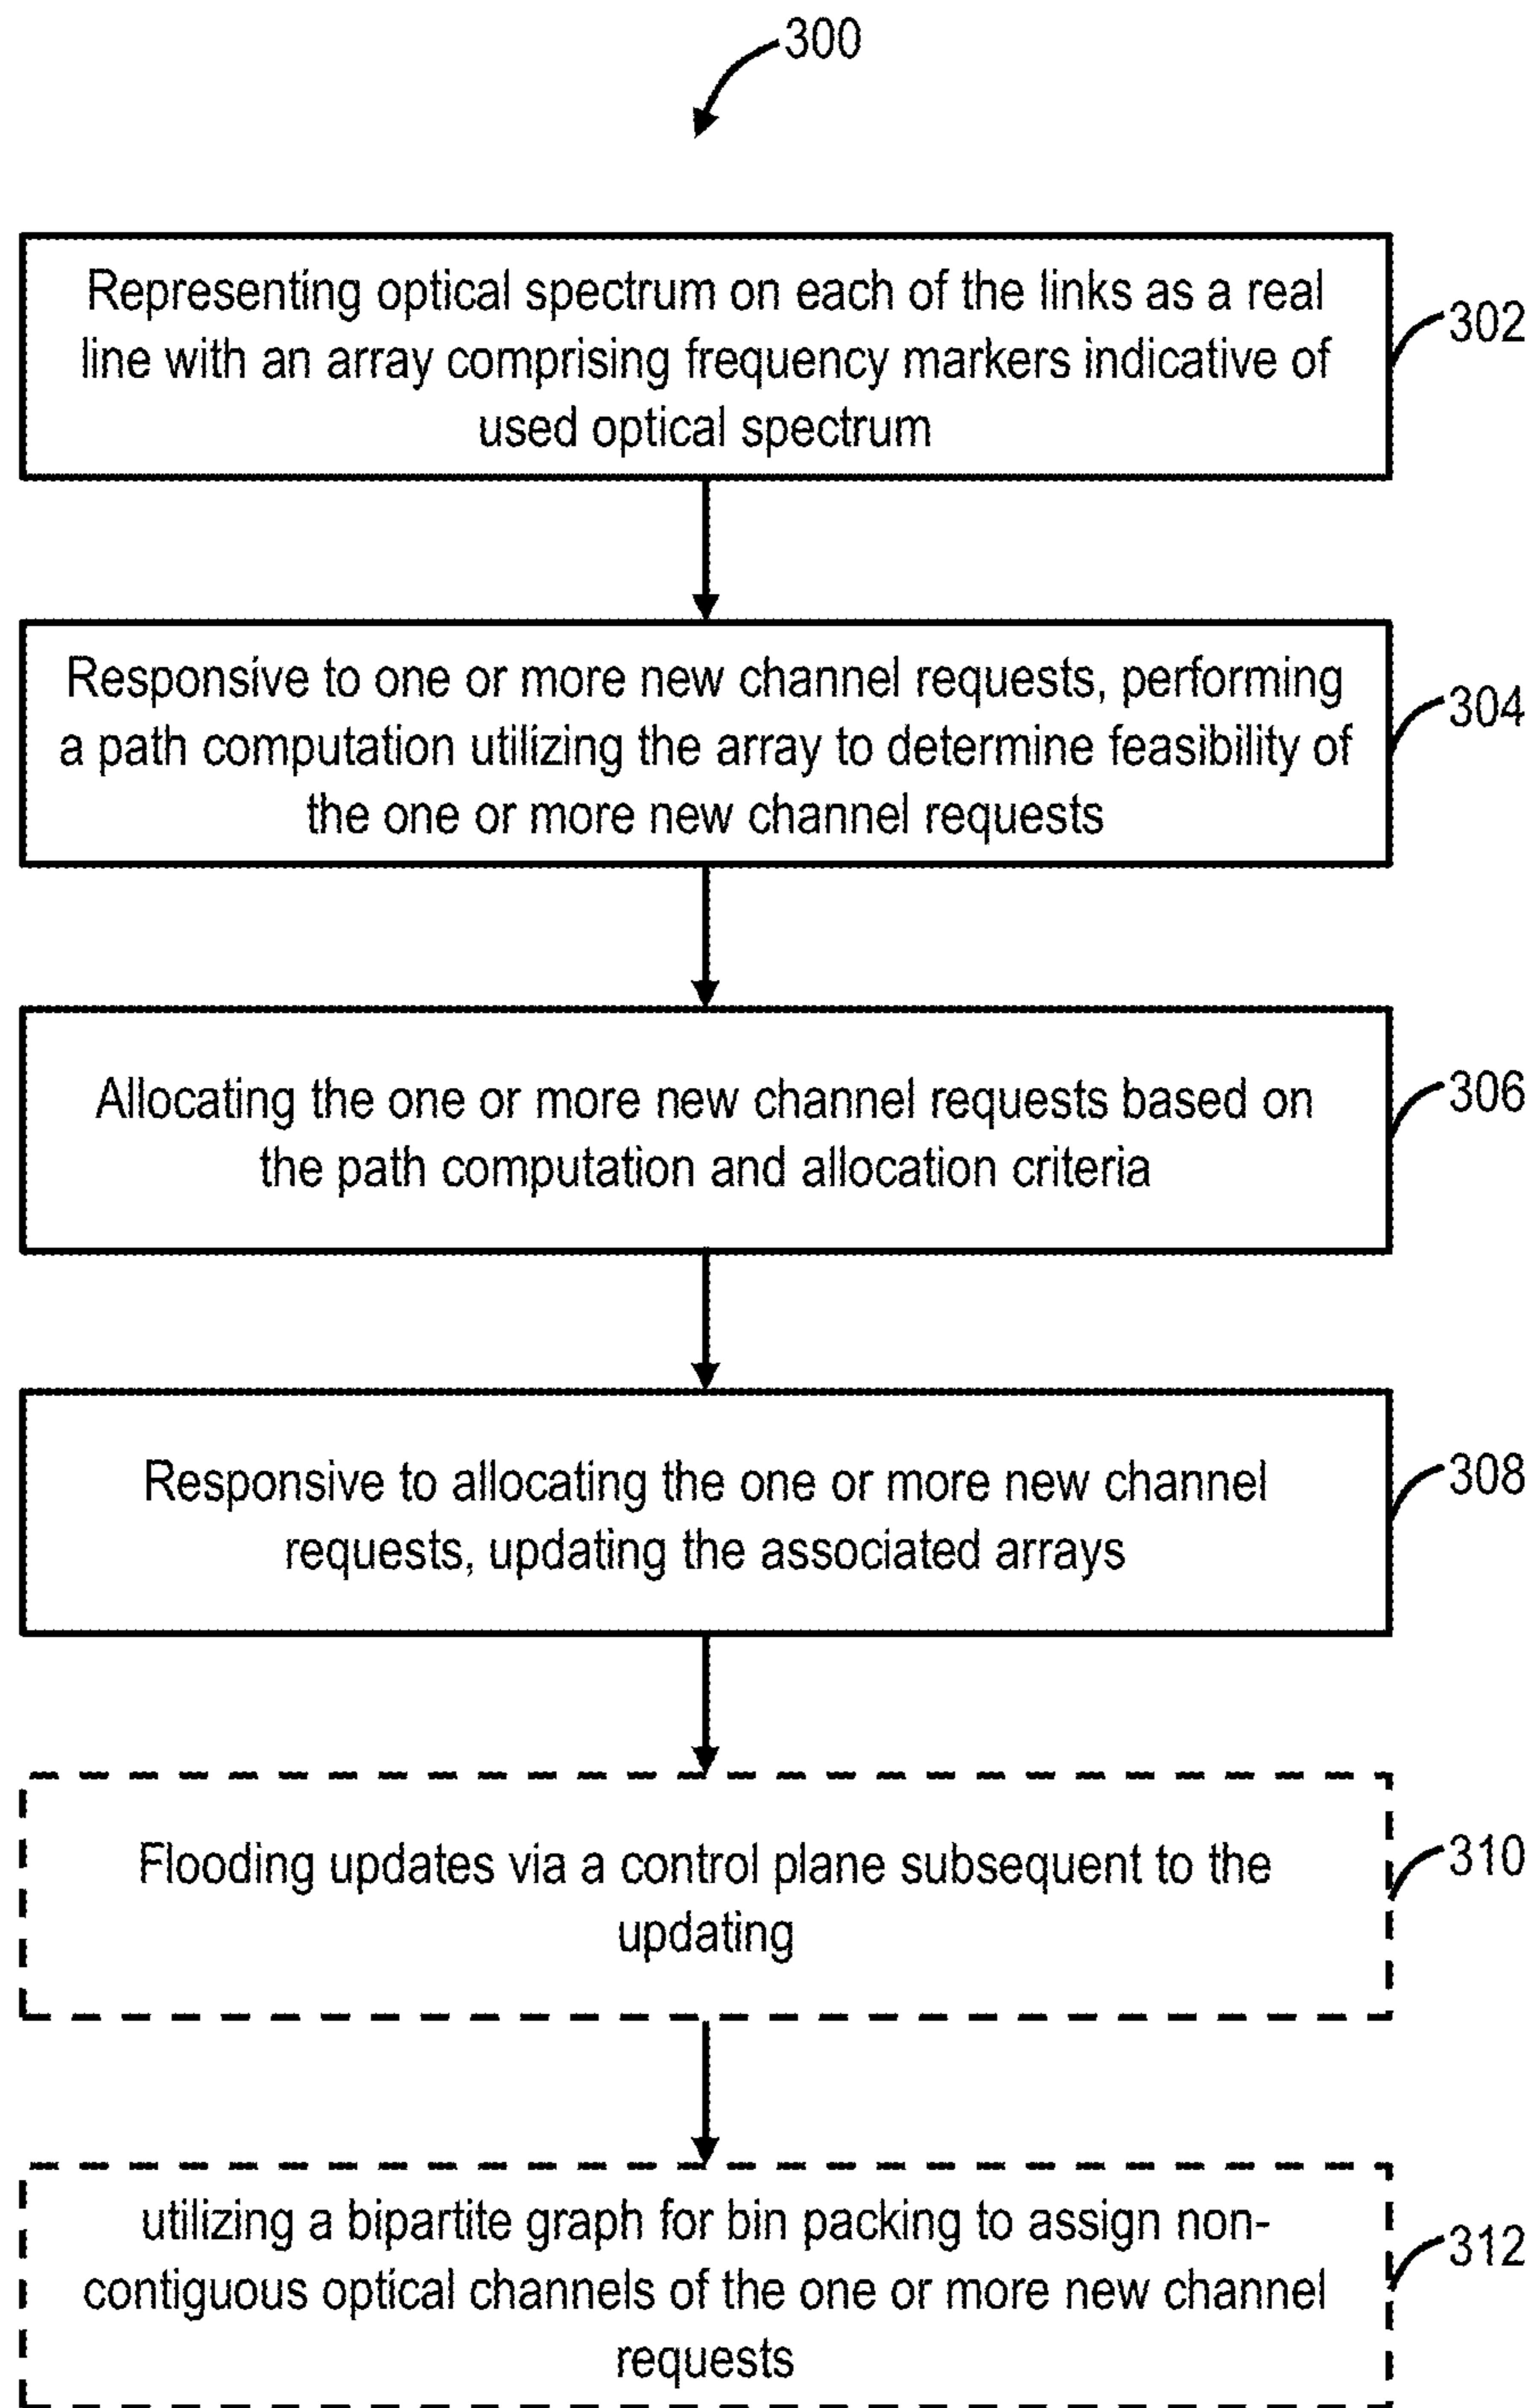 300
Representing optical spectrum on each of the links as a real
line with an array comprising frequency markers indicative of
used optical spectrum
302
Responsive to one or more new channel requests, performing
a path computation utilizing the array to determine feasibility of
the one or more new channel requests
304
Allocating the one or more new channel requests based on
the path computation and allocation criteria
306
Responsive to allocating the one or more new channel
requests, updating the associated arrays
308
Flooding updates via a control plane subsequent to the
updating
310
utilizing a bipartite graph for bin packing to assign non-
contiguous optical channels of the one or more new channel
requests
312